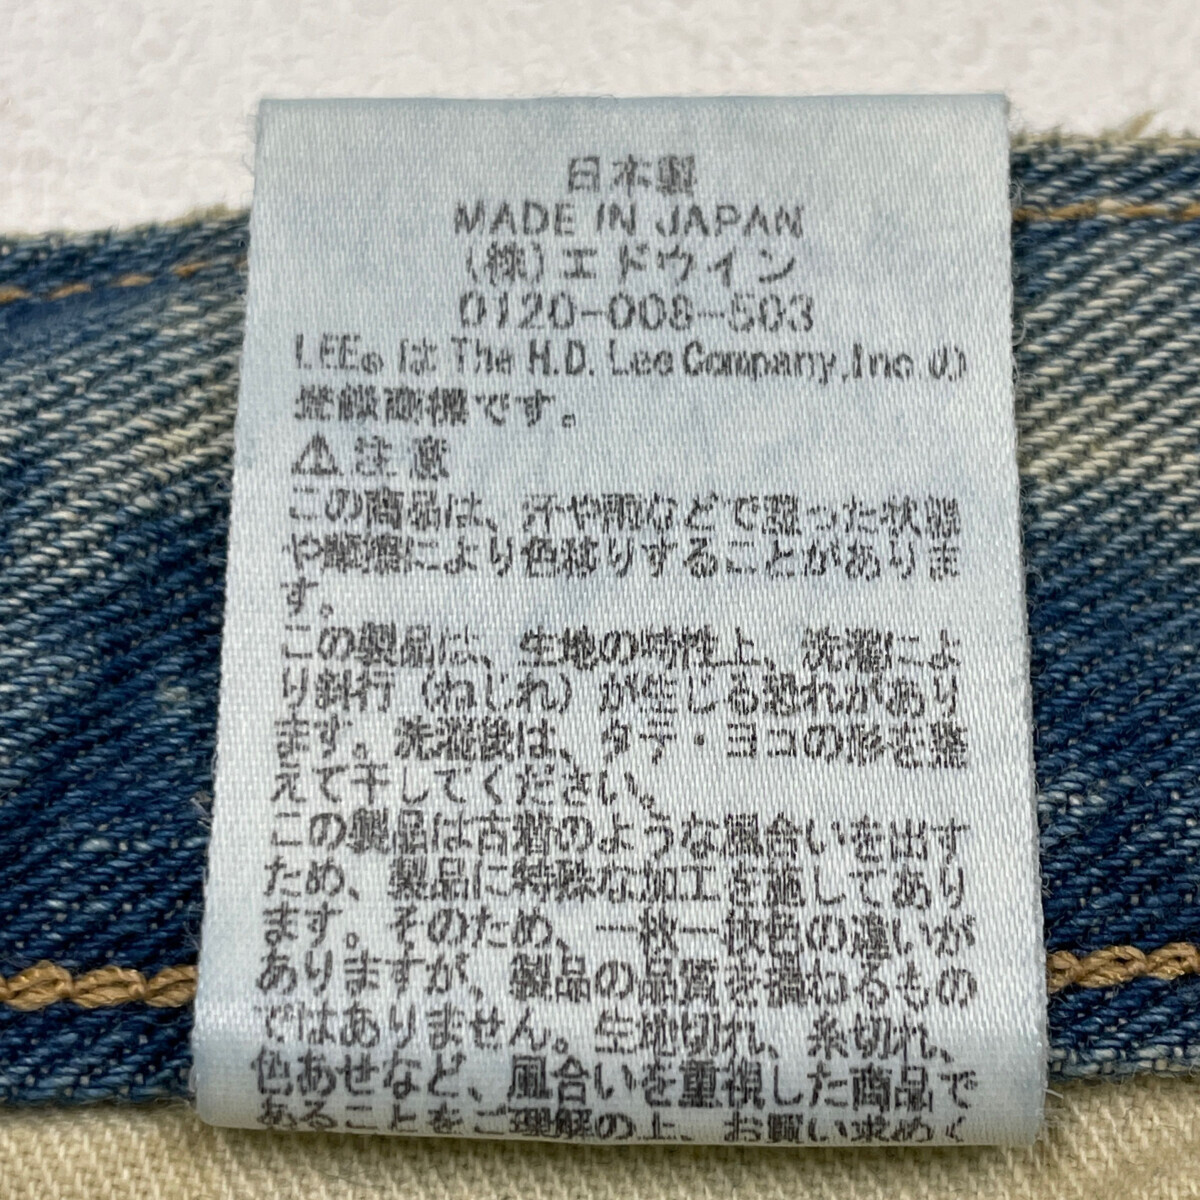 日本製
MADE IN JAPAN
(株)エドウイン
0120-008-503
LEE®は The H.D. Lee Company,Inc.の
登録商標です。
⚠注意
この商品は、汗や雨などで湿った状態
や摩擦により色移りすることがありま
す。
この製品は、生地の特性上、洗濯によ
り斜行（ねじれ）が生じる恐れがあり
ます。洗濯後は、タテ・ヨコの形を整
えて干してください。
この製品は古着のような風合いを出す
ため、製品に特殊な加工を施してあり
ます。そのため、一枚一枚色の違いが
ありますが、製品の品質を損ねるもの
ではありません。生地切れ、糸切れ、
色あせなど、風合いを重視した商品で
あることをご理解の上、お買い求めく